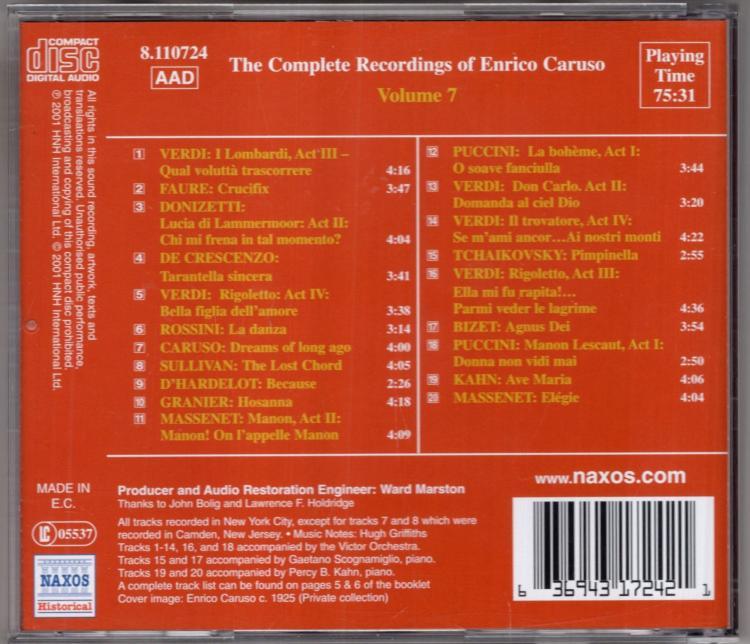 COMPACT
disc
DIGITAL AUDIO
8.110724
AAD
The Complete Recordings of Enrico Caruso
Volume 7
Playing
Time
75:31
All rights in this sound recording, artwork, texts and
translations reserved. Unauthorised public performance,
broadcasting and copying of this compact disc prohibited.
℗ 2001 HNH International Ltd. © 2001 HNH International Ltd.
1 VERDI: I Lombardi, Act III –
Qual voluttà trascorrere 4:16
2 FAURE: Crucifix 3:47
3 DONIZETTI:
Lucia di Lammermoor: Act II:
Chi mi frena in tal momento? 4:04
4 DE CRESCENZO:
Tarantella sincera 3:41
5 VERDI: Rigoletto: Act IV:
Bella figlia dell'amore 3:38
6 ROSSINI: La danza 3:14
7 CARUSO: Dreams of long ago 4:00
8 SULLIVAN: The Lost Chord 4:05
9 D'HARDELOT: Because 2:26
10 GRANIER: Hosanna 4:18
11 MASSENET: Manon, Act II:
Manon! On l'appelle Manon 4:09
12 PUCCINI: La bohème, Act I:
O soave fanciulla 3:44
13 VERDI: Don Carlo. Act II:
Domanda al ciel Dio 3:20
14 VERDI: Il trovatore, Act IV:
Se m'ami ancor…Ai nostri monti 4:22
15 TCHAIKOVSKY: Pimpinella 2:55
16 VERDI: Rigoletto, Act III:
Ella mi fu rapita!…
Parmi veder le lagrime 4:36
17 BIZET: Agnus Dei 3:54
18 PUCCINI: Manon Lescaut, Act I:
Donna non vidi mai 2:50
19 KAHN: Ave Maria 4:06
20 MASSENET: Elégie 4:04
MADE IN
E.C.
LC 05537
NAXOS
Historical
Producer and Audio Restoration Engineer: Ward Marston
Thanks to John Bolig and Lawrence F. Holdridge
All tracks recorded in New York City, except for tracks 7 and 8 which were
recorded in Camden, New Jersey. • Music Notes: Hugh Griffiths
Tracks 1-14, 16, and 18 accompanied by the Victor Orchestra.
Tracks 15 and 17 accompanied by Gaetano Scognamiglio, piano.
Tracks 19 and 20 accompanied by Percy B. Kahn, piano.
A complete track list can be found on pages 5 & 6 of the booklet
Cover image: Enrico Caruso c. 1925 (Private collection)
www.naxos.com
6 36943 17242 1